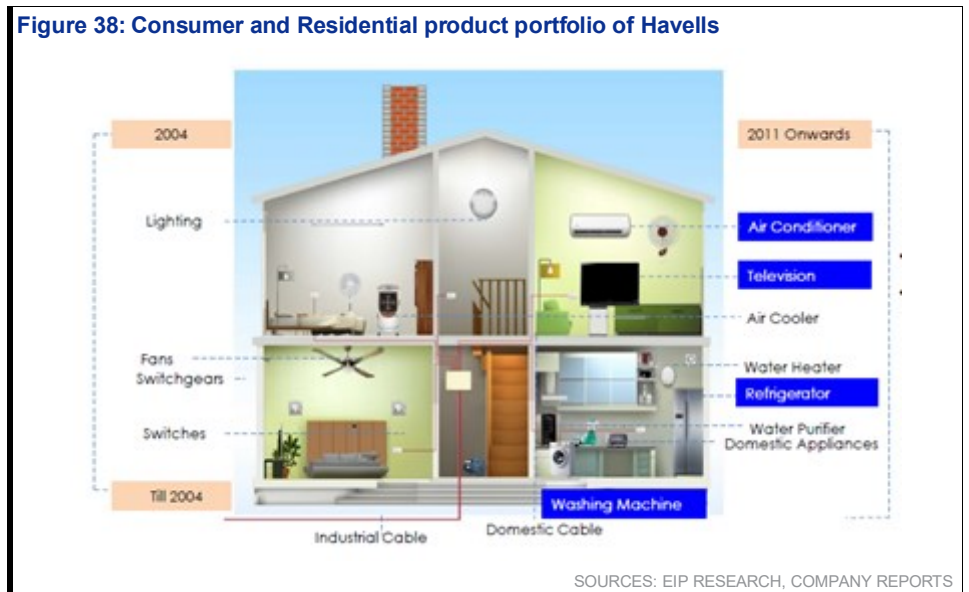 Figure 38: Consumer and Residential product portfolio of Havells
2004
2011 Onwards
Lighting
Air Conditioner
Television
Air Cooler
Fans
Switchgears
Water Heater
Refrigerator
Switches
Water Purifier
Domestic Appliances
Till 2004
Washing Machine
Industrial Cable
Domestic Cable
SOURCES: EIP RESEARCH, COMPANY REPORTS